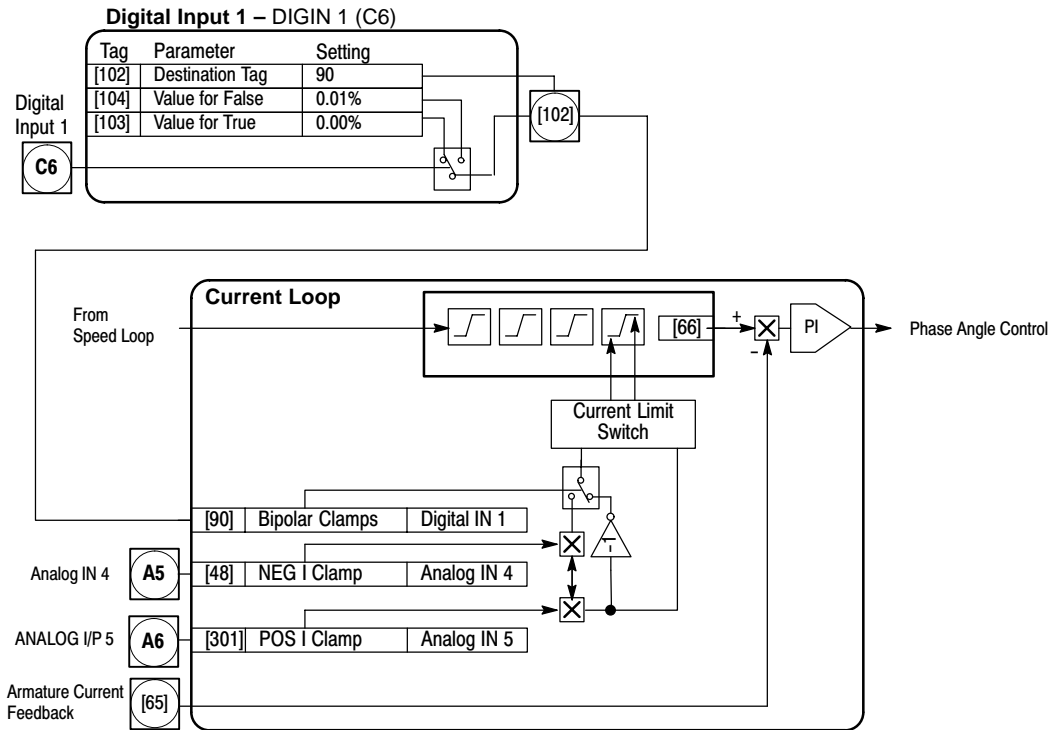 Digital Input 1 – DIGIN 1 (C6)
Tag Parameter Setting
[102] Destination Tag 90
[104] Value for False 0.01%
[103] Value for True 0.00%
Digital
Input 1
C6
[102]
Current Loop
From
Speed Loop
[66]
+
-
PI
Phase Angle Control
Current Limit
Switch
[90] Bipolar Clamps Digital IN 1
-1
Analog IN 4
A5
[48] NEG I Clamp Analog IN 4
ANALOG I/P 5
A6
[301] POS I Clamp Analog IN 5
Armature Current
Feedback
[65]